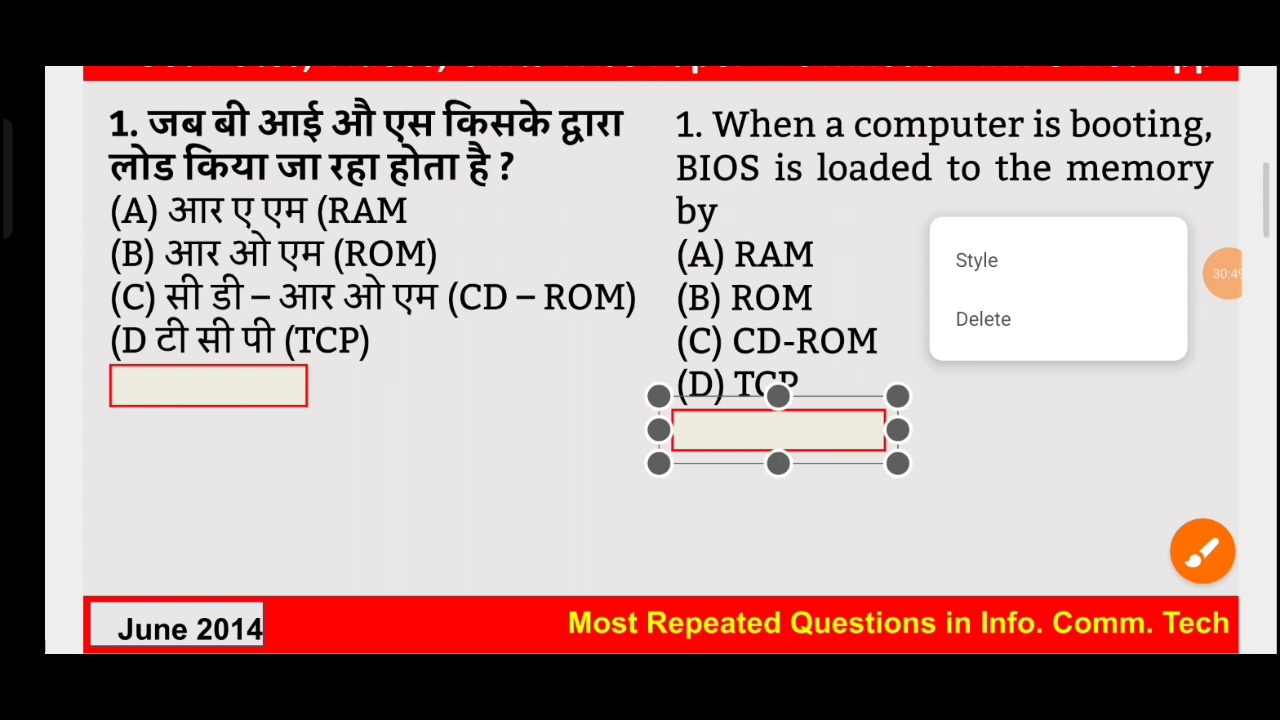 1. जब बी आई औ एस किसके द्वारा
लोड किया जा रहा होता है ?
(A) आर ए एम (RAM
(B) आर ओ एम (ROM)
(C) सी डी – आर ओ एम (CD – ROM)
(D टी सी पी (TCP)
1. When a computer is booting,
BIOS is loaded to the memory
by
(A) RAM
(B) ROM
(C) CD-ROM
(D) TCP
Style
Delete
30:49
June 2014
Most Repeated Questions in Info. Comm. Tech